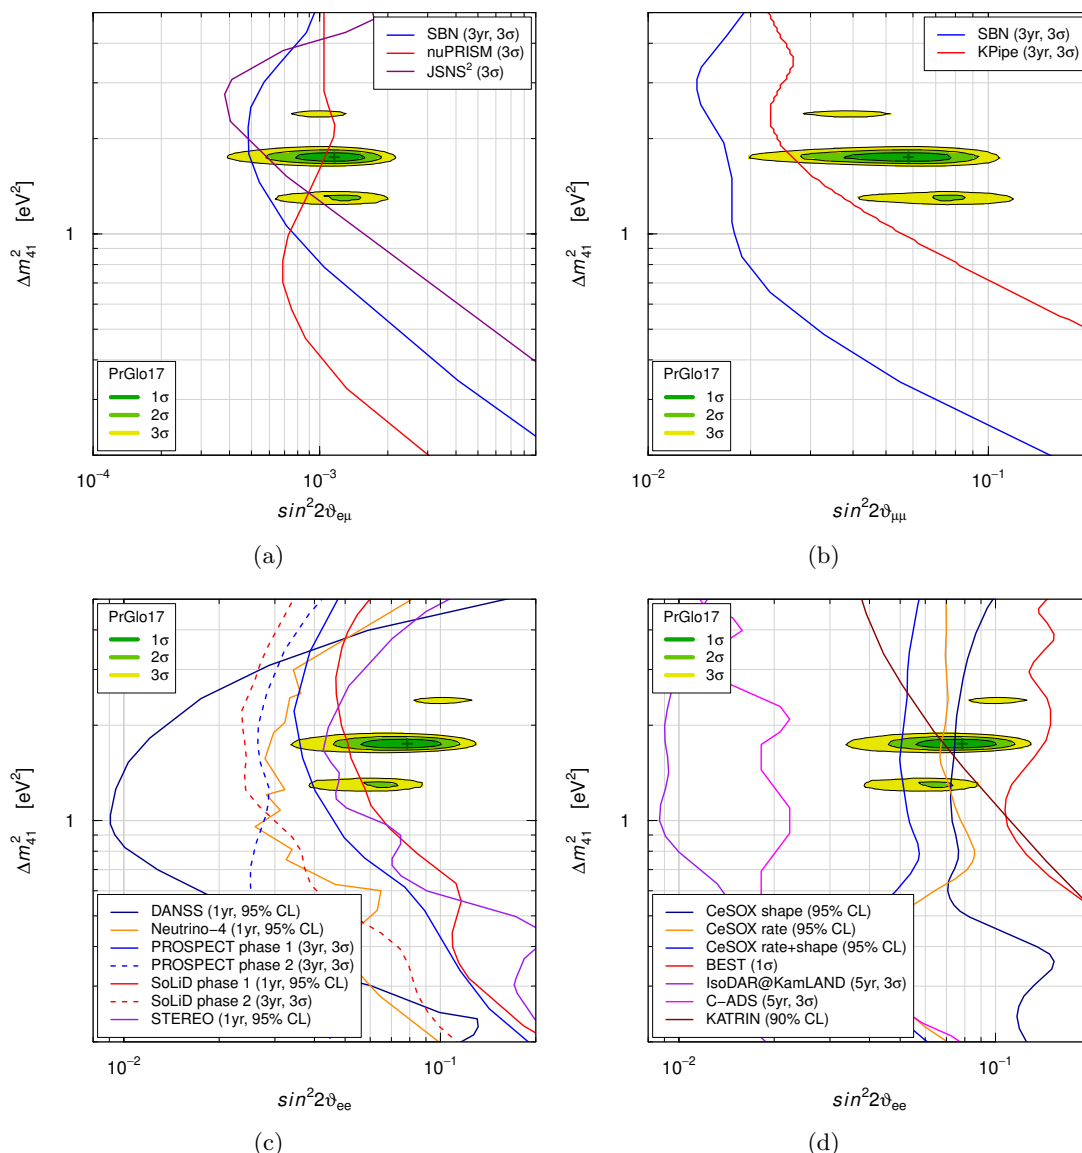 SBN (3yr, 3σ)
nuPRISM (3σ)
JSNS² (3σ)
Δm²₄₁ [eV²]
1
PrGlo17
1σ
2σ
3σ
10⁻⁴
10⁻³
sin²2ϑeμ
(a)
SBN (3yr, 3σ)
KPipe (3yr, 3σ)
Δm²₄₁ [eV²]
1
PrGlo17
1σ
2σ
3σ
10⁻²
10⁻¹
sin²2ϑμμ
(b)
PrGlo17
1σ
2σ
3σ
Δm²₄₁ [eV²]
1
DANSS (1yr, 95% CL)
Neutrino−4 (1yr, 95% CL)
PROSPECT phase 1 (3yr, 3σ)
PROSPECT phase 2 (3yr, 3σ)
SoLiD phase 1 (1yr, 95% CL)
SoLiD phase 2 (3yr, 3σ)
STEREO (1yr, 95% CL)
10⁻²
10⁻¹
sin²2ϑee
(c)
PrGlo17
1σ
2σ
3σ
Δm²₄₁ [eV²]
1
CeSOX shape (95% CL)
CeSOX rate (95% CL)
CeSOX rate+shape (95% CL)
BEST (1σ)
IsoDAR@KamLAND (5yr, 3σ)
C−ADS (5yr, 3σ)
KATRIN (90% CL)
10⁻²
10⁻¹
sin²2ϑee
(d)